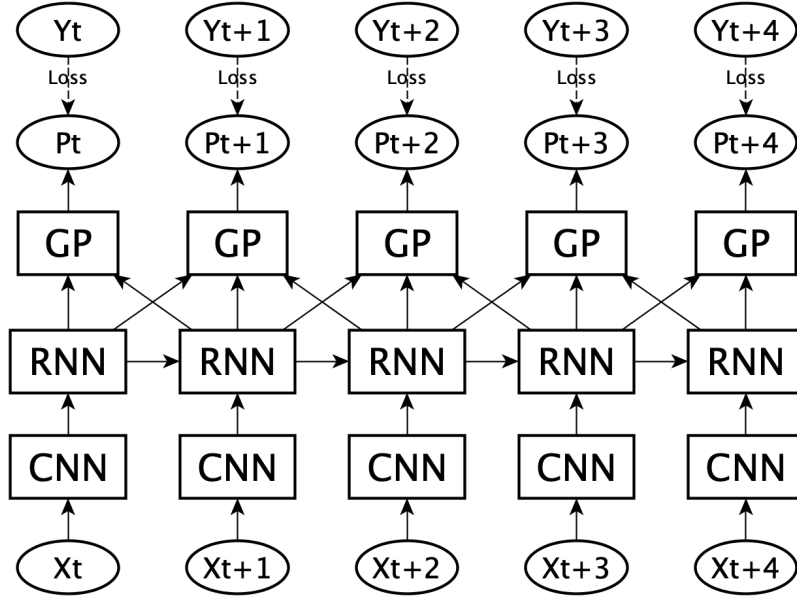 Yt Yt+1 Yt+2 Yt+3 Yt+4
Loss Loss Loss Loss Loss
Pt Pt+1 Pt+2 Pt+3 Pt+4
GP GP GP GP GP
RNN RNN RNN RNN RNN
CNN CNN CNN CNN CNN
Xt Xt+1 Xt+2 Xt+3 Xt+4